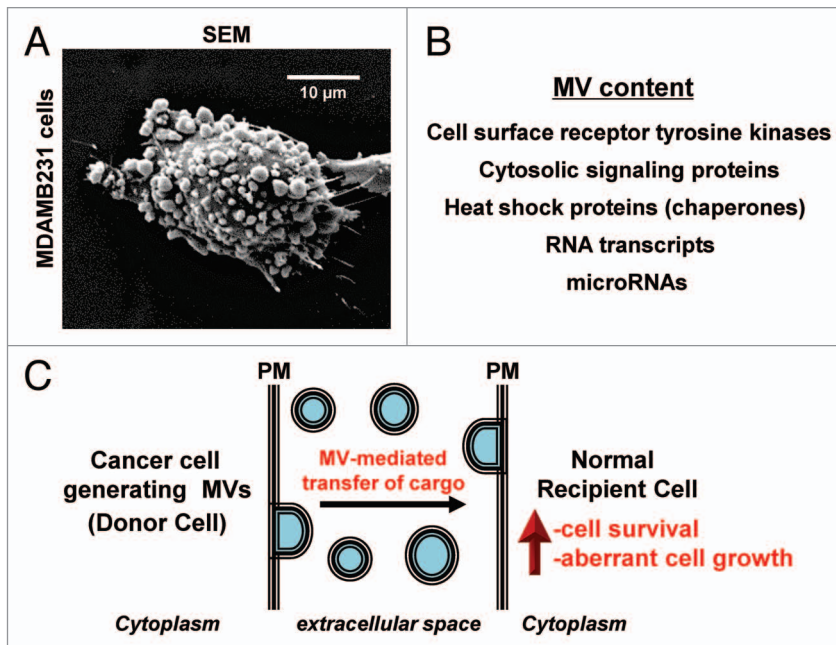 A
SEM
10 µm
MDAMB231 cells
B
MV content
Cell surface receptor tyrosine kinases
Cytosolic signaling proteins
Heat shock proteins (chaperones)
RNA transcripts
microRNAs
C
PM
PM
Cancer cell
generating MVs
(Donor Cell)
MV-mediated
transfer of cargo
Normal
Recipient Cell
-cell survival
-aberrant cell growth
Cytoplasm
extracellular space
Cytoplasm